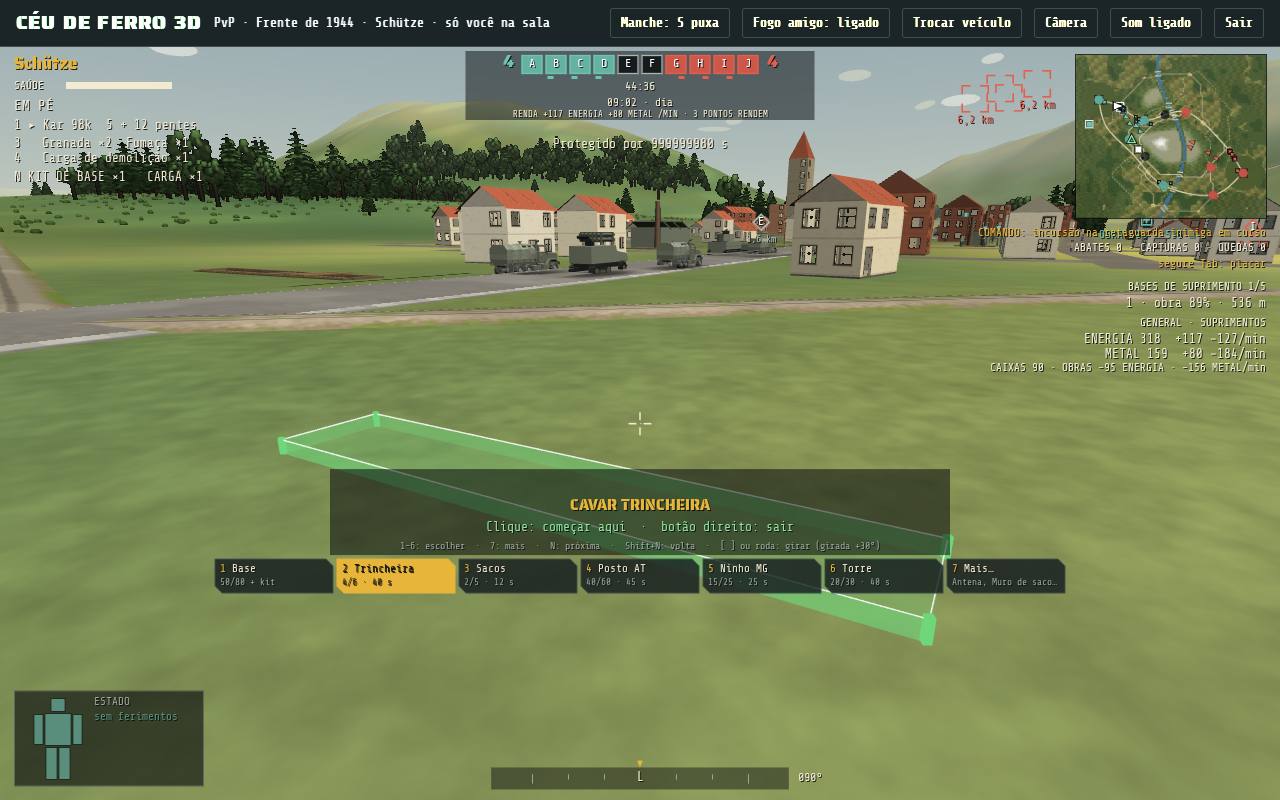 CÉU DE FERRO 3D PvP · Frente de 1944 · Schütze · só você na sala Manche: S puxa Fogo amigo: ligado Trocar veículo Câmera Som ligado Sair
Schütze
SAÚDE
EM PÉ
1 ▸ Kar 98k 5 + 12 pentes
3 Granada ×2 Fumaça ×1
4 Carga de demolição ×1
N KIT DE BASE ×1 CARGA ×1
4 A B C D E F G H I J 4
44:36
09:02 · dia
RENDA +117 ENERGIA +80 METAL /MIN · 3 PONTOS RENDEM
Protegido por 999999980 s
6,2 km
6,2 km
E
COMANDO: incursão na retaguarda inimiga em curso
ABATES 0 · CAPTURAS 0 · QUEDAS 0
segure Tab: placar
BASES DE SUPRIMENTO 1/5
1 · obra 89% · 536 m
GENERAL · SUPRIMENTOS
ENERGIA 318 +117 −127/min
METAL 159 +80 −184/min
CAIXAS 90 · OBRAS −95 ENERGIA · −156 METAL/min
CAVAR TRINCHEIRA
Clique: começar aqui · botão direito: sair
1-6: escolher · 7: mais · N: próxima · Shift+N: volta · [ ] ou roda: girar (girada +30°)
1 Base
50/80 + kit
2 Trincheira
4/6 · 40 s
3 Sacos
2/5 · 12 s
4 Posto AT
40/60 · 45 s
5 Ninho MG
15/25 · 25 s
6 Torre
20/30 · 40 s
7 Mais…
Antena, Muro de saco…
ESTADO
sem ferimentos
L
090°